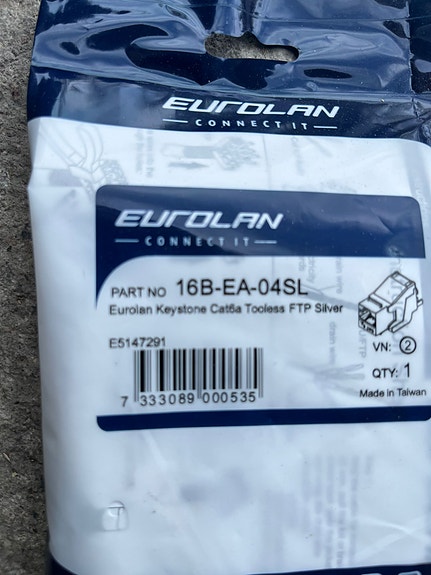 EUROLAN
CONNECT IT
EUROLAN
CONNECT IT
PART NO 16B-EA-04SL
Eurolan Keystone Cat6a Tooless FTP Silver
E5147291
VN: 2
7 333089 000535
QTY: 1
Made in Taiwan